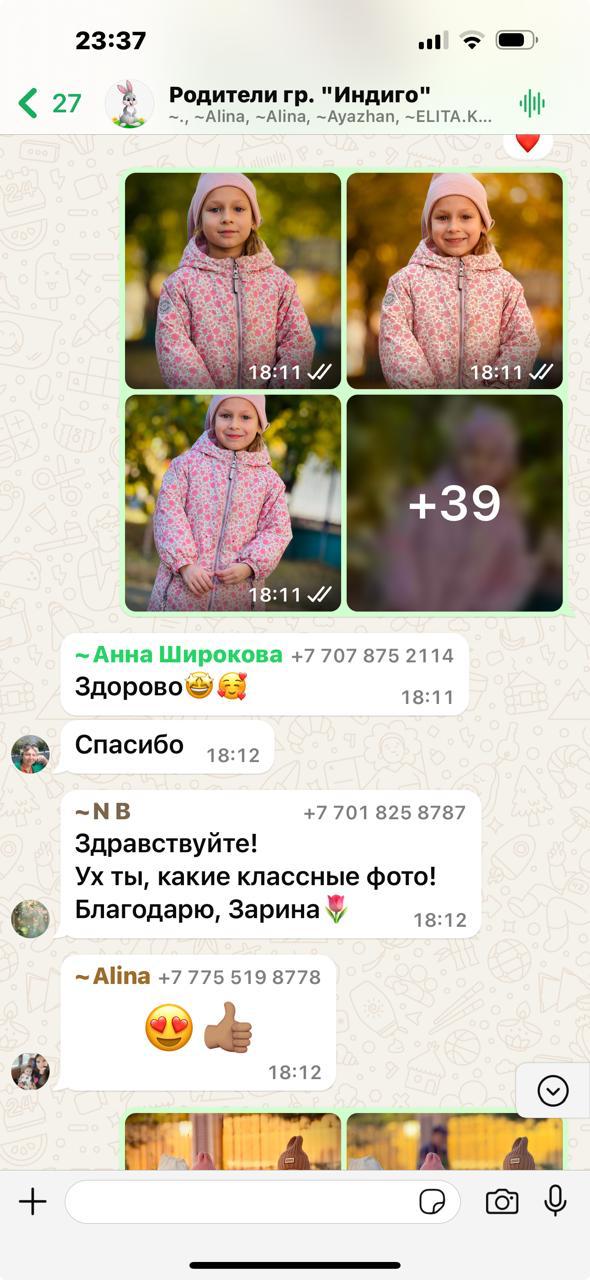 23:37
27
Родители гр. "Индиго"
~., ~Alina, ~Alina, ~Ayazhan, ~ELITA.K...
18:11
18:11
18:11
+39
~Анна Широкова +7 707 875 2114
Здорово🤩🥰
18:11
Спасибо
18:12
~N B +7 701 825 8787
Здравствуйте!
Ух ты, какие классные фото!
Благодарю, Зарина🌷
18:12
~Alina +7 775 519 8778
😍👍🏽
18:12